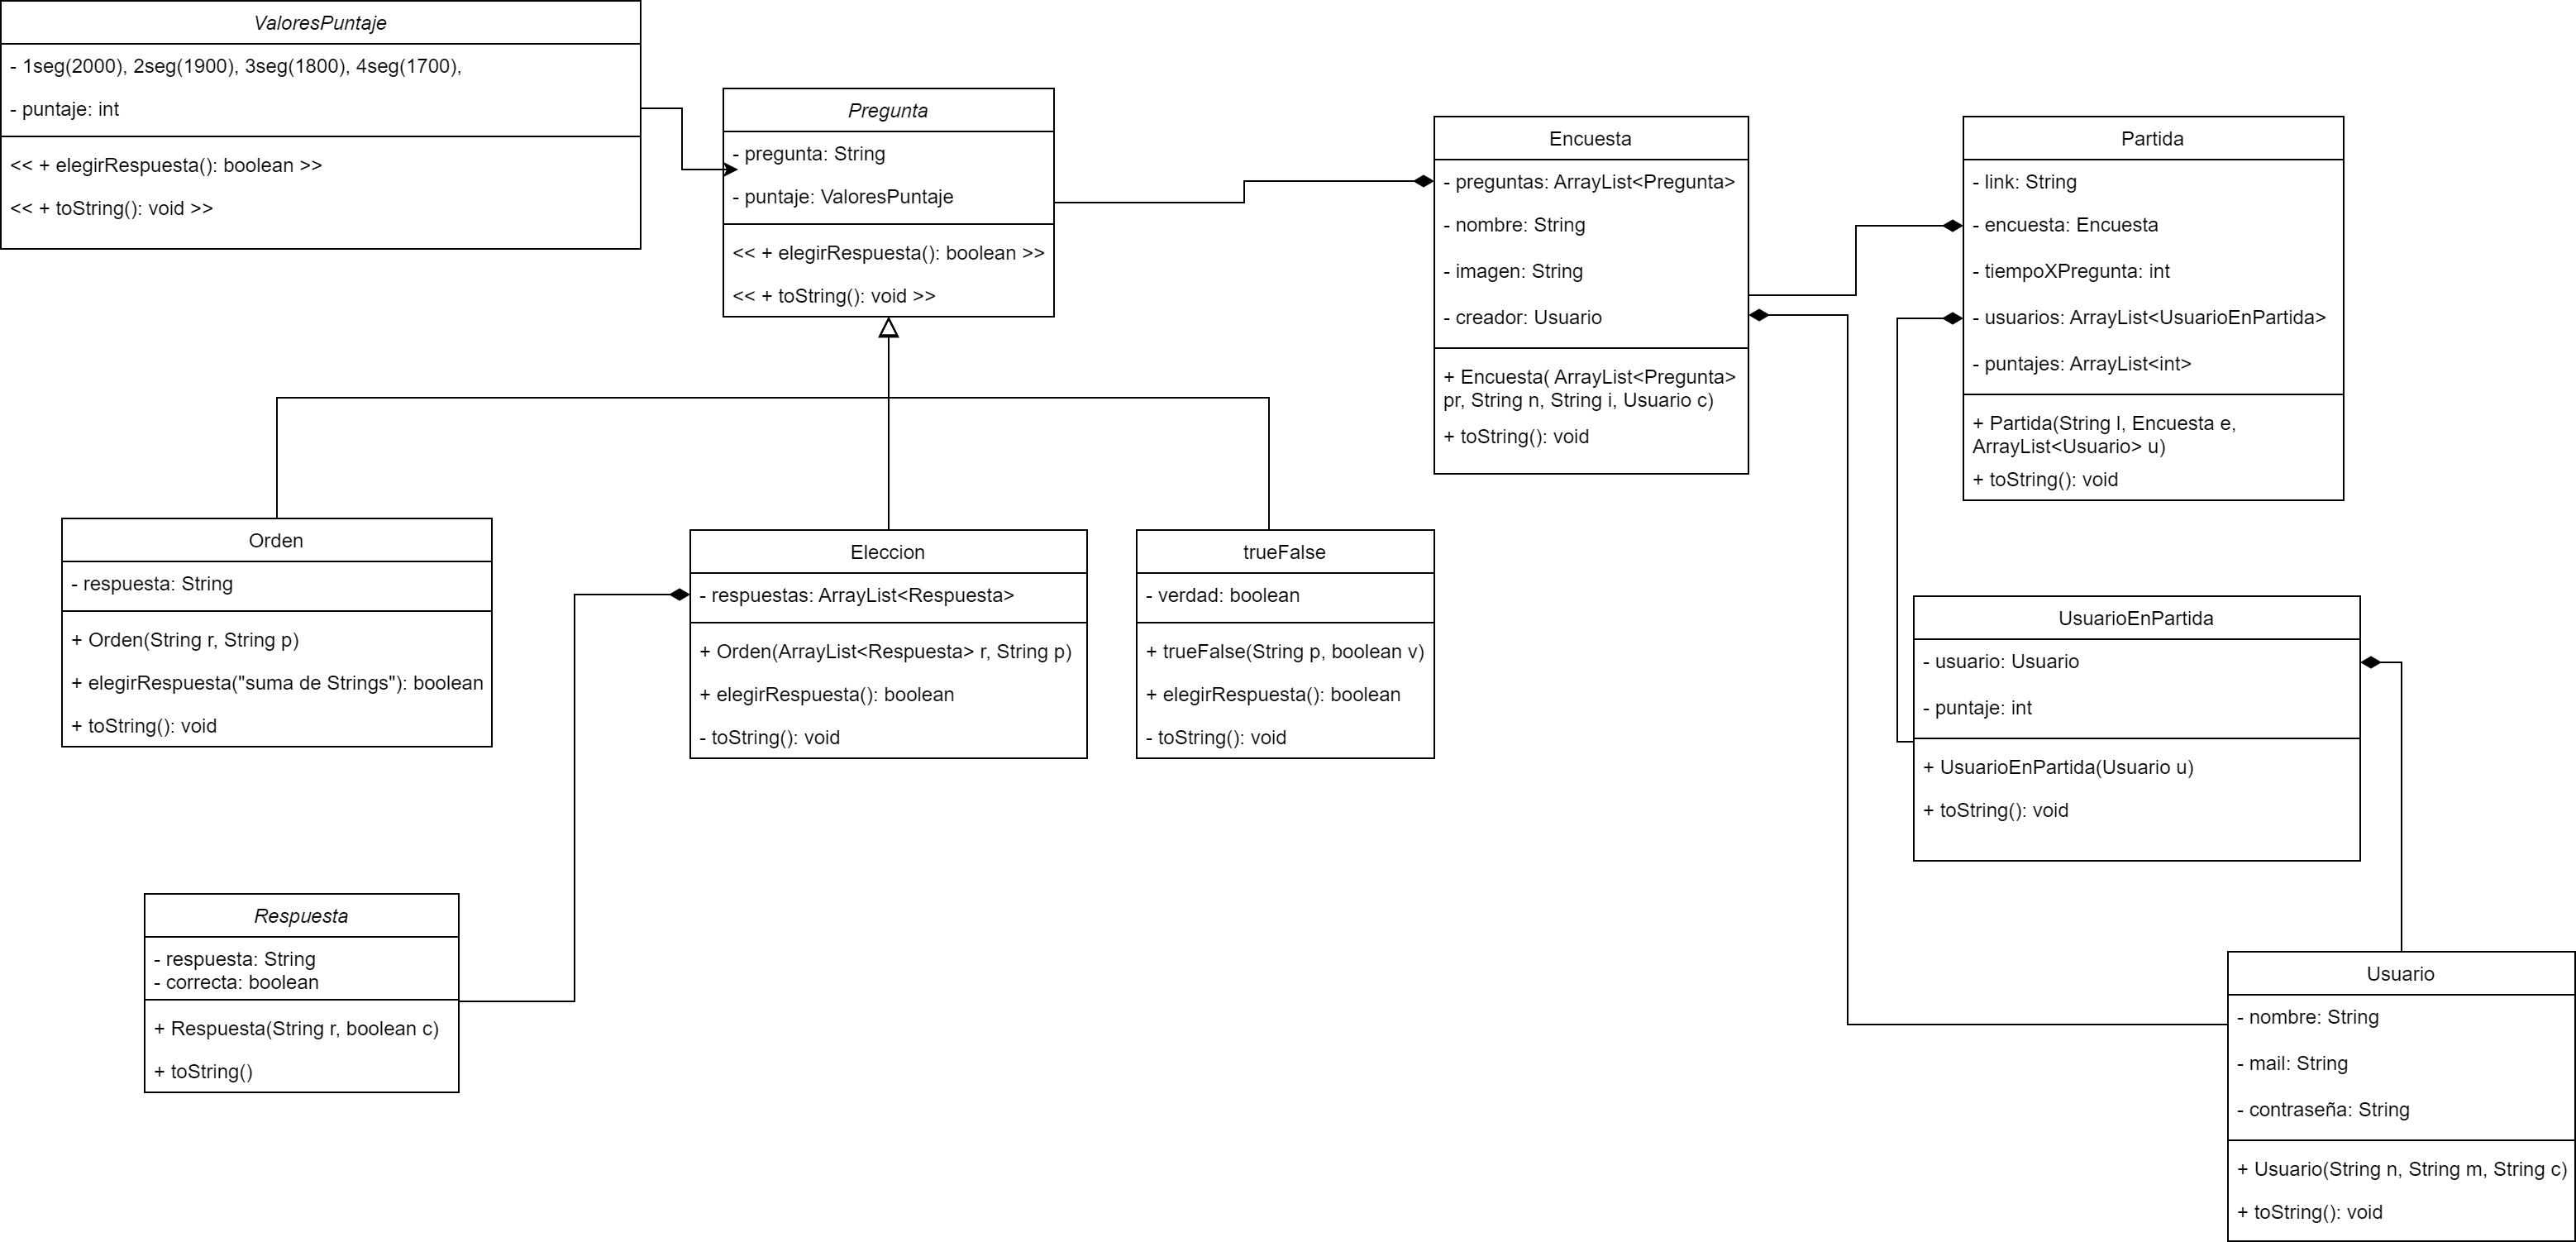 ValoresPuntaje
- 1seg(2000), 2seg(1900), 3seg(1800), 4seg(1700),
- puntaje: int
<< + elegirRespuesta(): boolean >>
<< + toString(): void >>
Pregunta
- pregunta: String
- puntaje: ValoresPuntaje
<< + elegirRespuesta(): boolean >>
<< + toString(): void >>
Encuesta
- preguntas: ArrayList<Pregunta>
- nombre: String
- imagen: String
- creador: Usuario
+ Encuesta( ArrayList<Pregunta>
pr, String n, String i, Usuario c)
+ toString(): void
Partida
- link: String
- encuesta: Encuesta
- tiempoXPregunta: int
- usuarios: ArrayList<UsuarioEnPartida>
- puntajes: ArrayList<int>
+ Partida(String l, Encuesta e,
ArrayList<Usuario> u)
+ toString(): void
Orden
- respuesta: String
+ Orden(String r, String p)
+ elegirRespuesta("suma de Strings"): boolean
+ toString(): void
Eleccion
- respuestas: ArrayList<Respuesta>
+ Orden(ArrayList<Respuesta> r, String p)
+ elegirRespuesta(): boolean
- toString(): void
trueFalse
- verdad: boolean
+ trueFalse(String p, boolean v)
+ elegirRespuesta(): boolean
- toString(): void
UsuarioEnPartida
- usuario: Usuario
- puntaje: int
+ UsuarioEnPartida(Usuario u)
+ toString(): void
Respuesta
- respuesta: String
- correcta: boolean
+ Respuesta(String r, boolean c)
+ toString()
Usuario
- nombre: String
- mail: String
- contraseña: String
+ Usuario(String n, String m, String c)
+ toString(): void